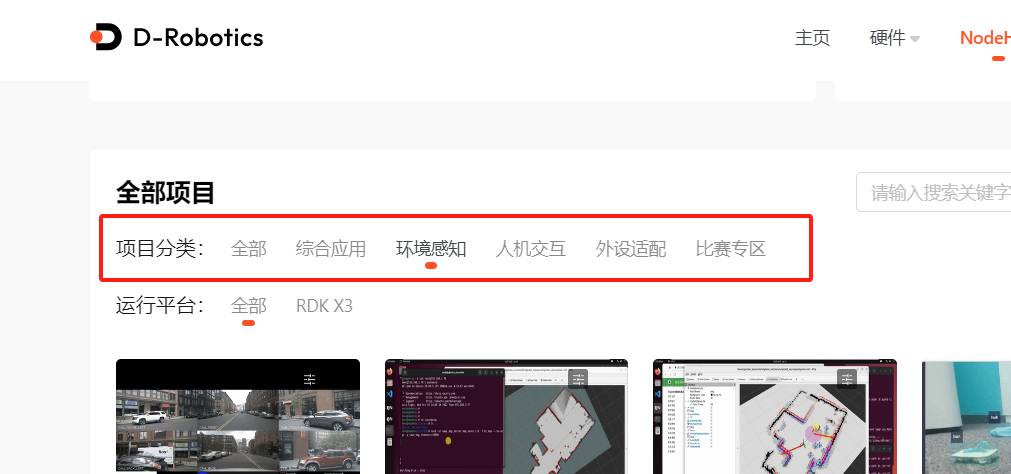 D-Robotics
主页
硬件
NodeH
全部项目
请输入搜索关键字
项目分类：
全部
综合应用
环境感知
人机交互
外设适配
比赛专区
运行平台：
全部
RDK X3